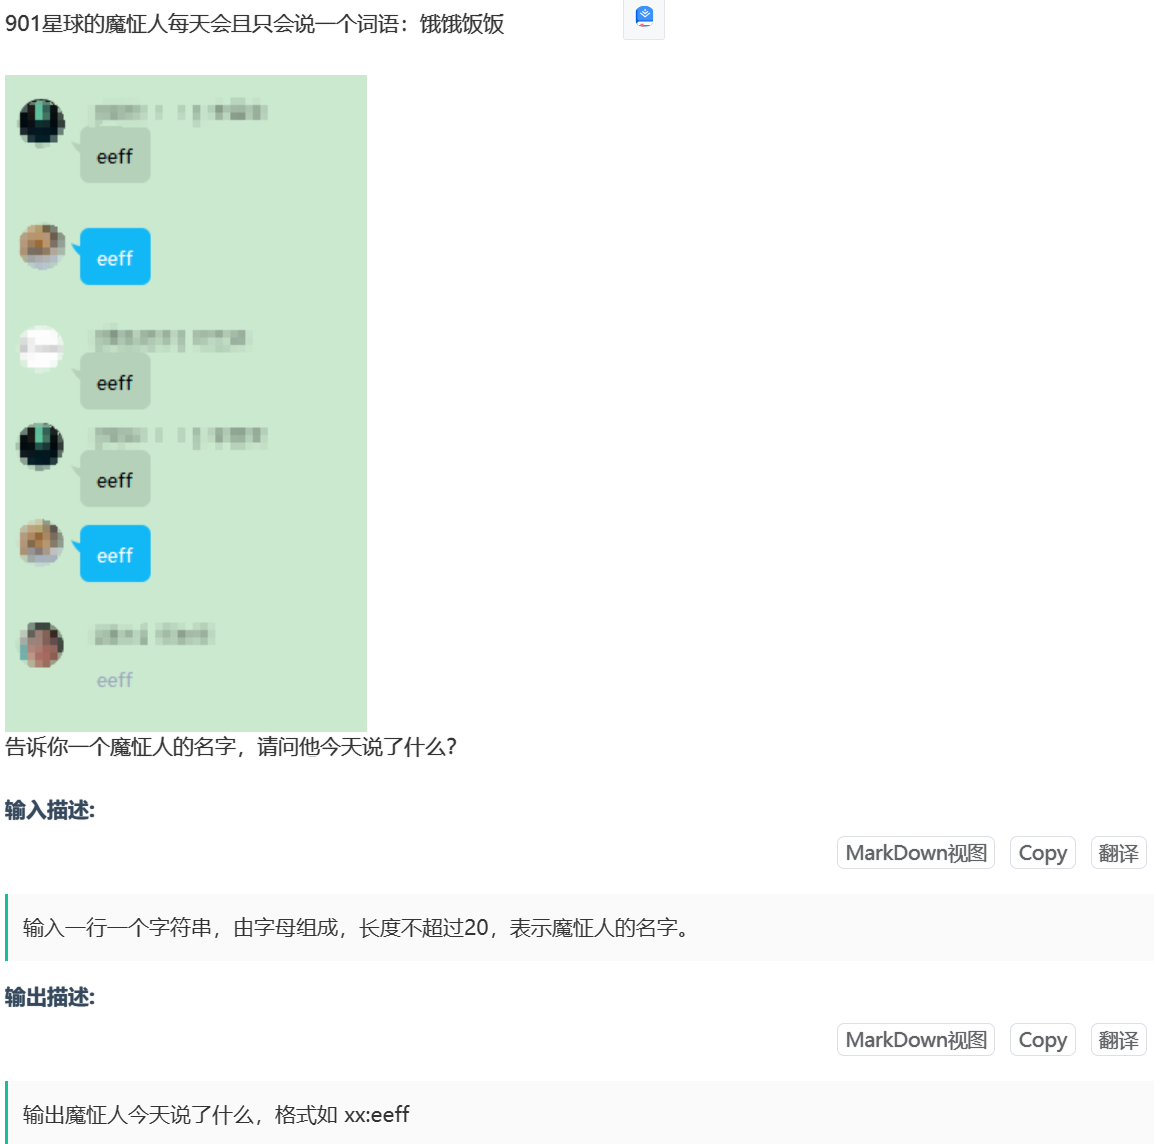 901星球的魔怔人每天会且只会说一个词语：饿饿饭饭
eeff
eeff
eeff
eeff
eeff
eeff
告诉你一个魔怔人的名字，请问他今天说了什么？
输入描述:
MarkDown视图 Copy 翻译
输入一行一个字符串，由字母组成，长度不超过20，表示魔怔人的名字。
输出描述:
MarkDown视图 Copy 翻译
输出魔怔人今天说了什么，格式如 xx:eeff